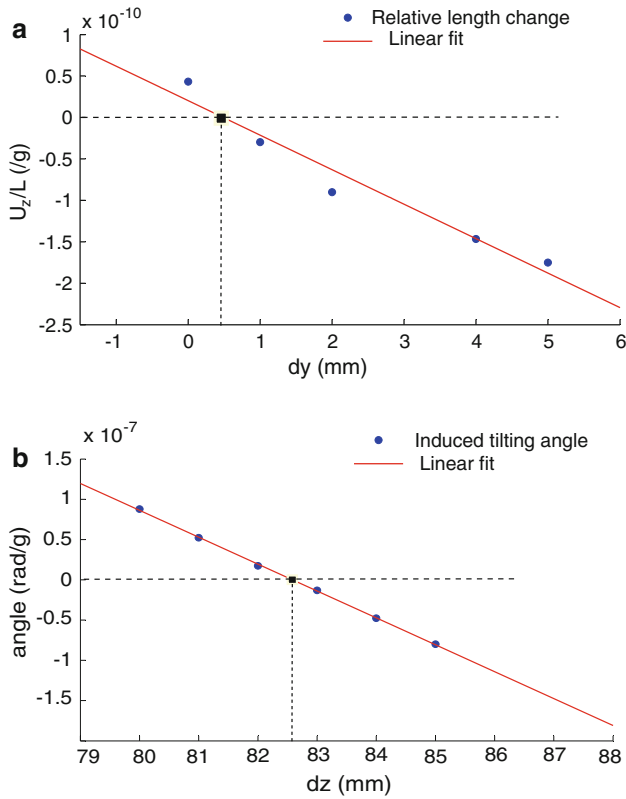 a
x 10^-10
Relative length change
Linear fit
U_z/L (/g)
1
0.5
0
-0.5
-1
-1.5
-2
-2.5
-1 0 1 2 3 4 5 6
dy (mm)
b
x 10^-7
Induced tilting angle
Linear fit
angle (rad/g)
1.5
1
0.5
0
-0.5
-1
-1.5
79 80 81 82 83 84 85 86 87 88
dz (mm)